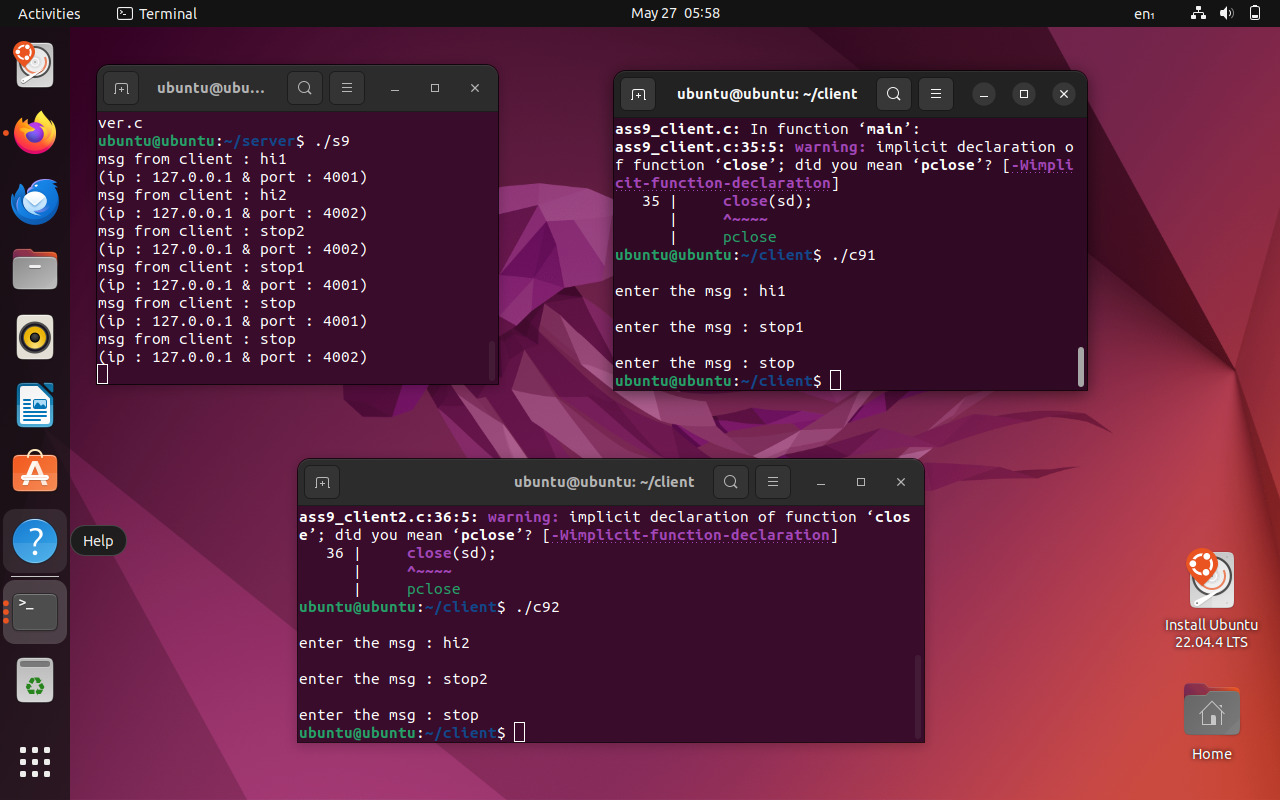 Activities
Terminal
May 27 05:58
en₁
ubuntu@ubu...
ver.c
ubuntu@ubuntu:~/server$ ./s9
msg from client : hi1
(ip : 127.0.0.1 & port : 4001)
msg from client : hi2
(ip : 127.0.0.1 & port : 4002)
msg from client : stop2
(ip : 127.0.0.1 & port : 4002)
msg from client : stop1
(ip : 127.0.0.1 & port : 4001)
msg from client : stop
(ip : 127.0.0.1 & port : 4001)
msg from client : stop
(ip : 127.0.0.1 & port : 4002)
ubuntu@ubuntu: ~/client
ass9_client.c: In function ‘main’:
ass9_client.c:35:5: warning: implicit declaration o
f function ‘close’; did you mean ‘pclose’? [-Wimpli
cit-function-declaration]
   35 |     close(sd);
      |     ^~~~~
      |     pclose
ubuntu@ubuntu:~/client$ ./c91
enter the msg : hi1
enter the msg : stop1
enter the msg : stop
ubuntu@ubuntu:~/client$
ubuntu@ubuntu: ~/client
ass9_client2.c:36:5: warning: implicit declaration of function ‘clos
e’; did you mean ‘pclose’? [-Wimplicit-function-declaration]
   36 |     close(sd);
      |     ^~~~~
      |     pclose
ubuntu@ubuntu:~/client$ ./c92
enter the msg : hi2
enter the msg : stop2
enter the msg : stop
ubuntu@ubuntu:~/client$
Help
Install Ubuntu
22.04.4 LTS
Home